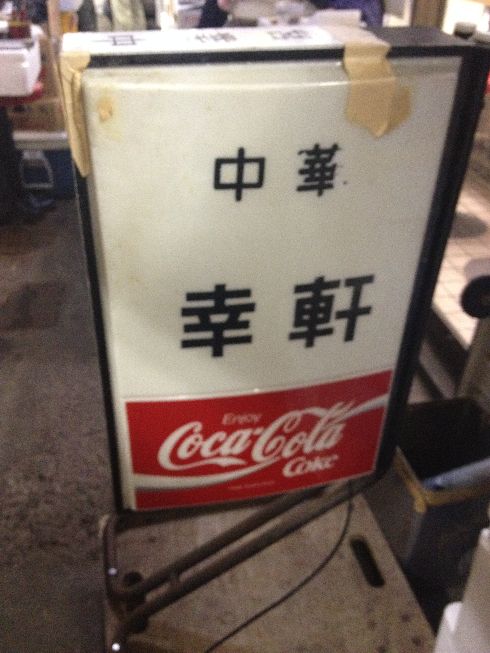 中華
幸軒
Enjoy
Coca-Cola
Coke